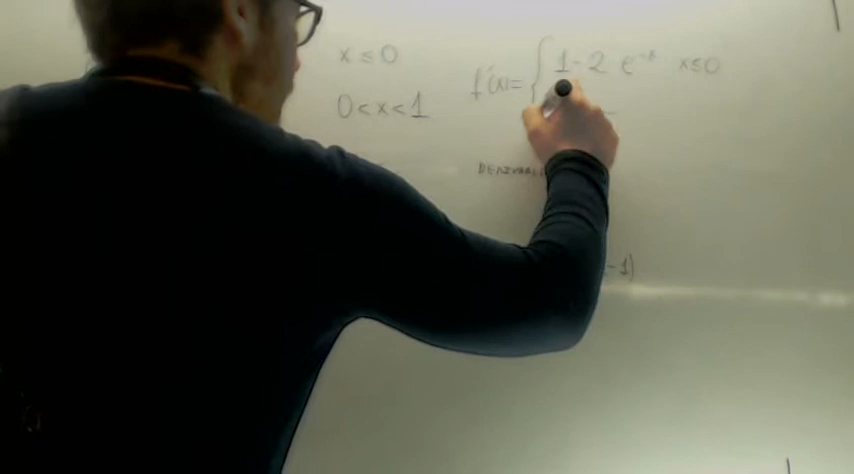 x ≤ 0
f'(x) = { 1-2 e^-x x ≤ 0
0 < x < 1
-1)